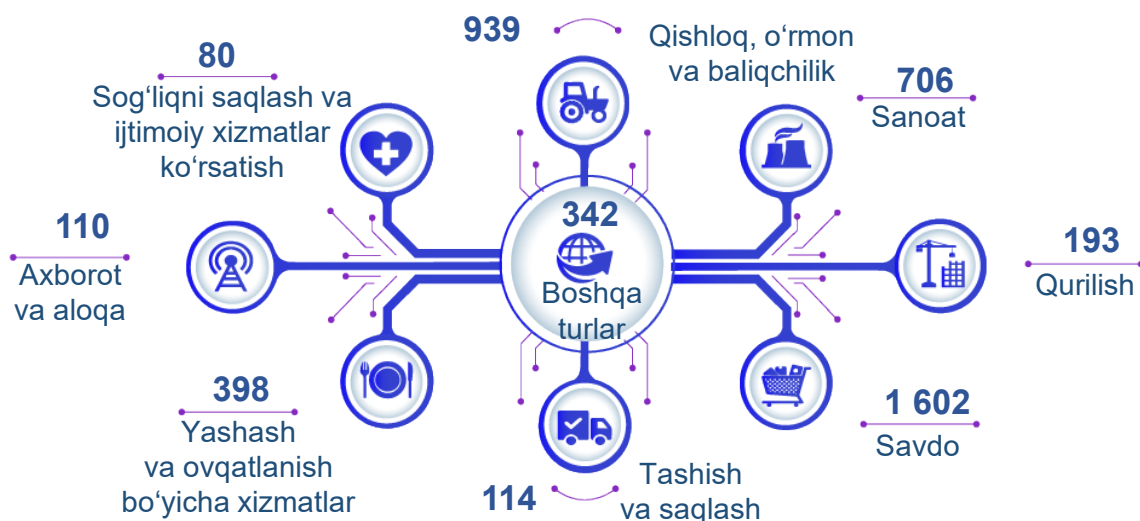 939
Qishloq, oʻrmon
va baliqchilik
80
Sogʻliqni saqlash va
ijtimoiy xizmatlar
koʻrsatish
706
Sanoat
110
Axborot
va aloqa
342
Boshqa
turlar
193
Qurilish
398
Yashash
va ovqatlanish
boʻyicha xizmatlar
114
Tashish
va saqlash
1 602
Savdo